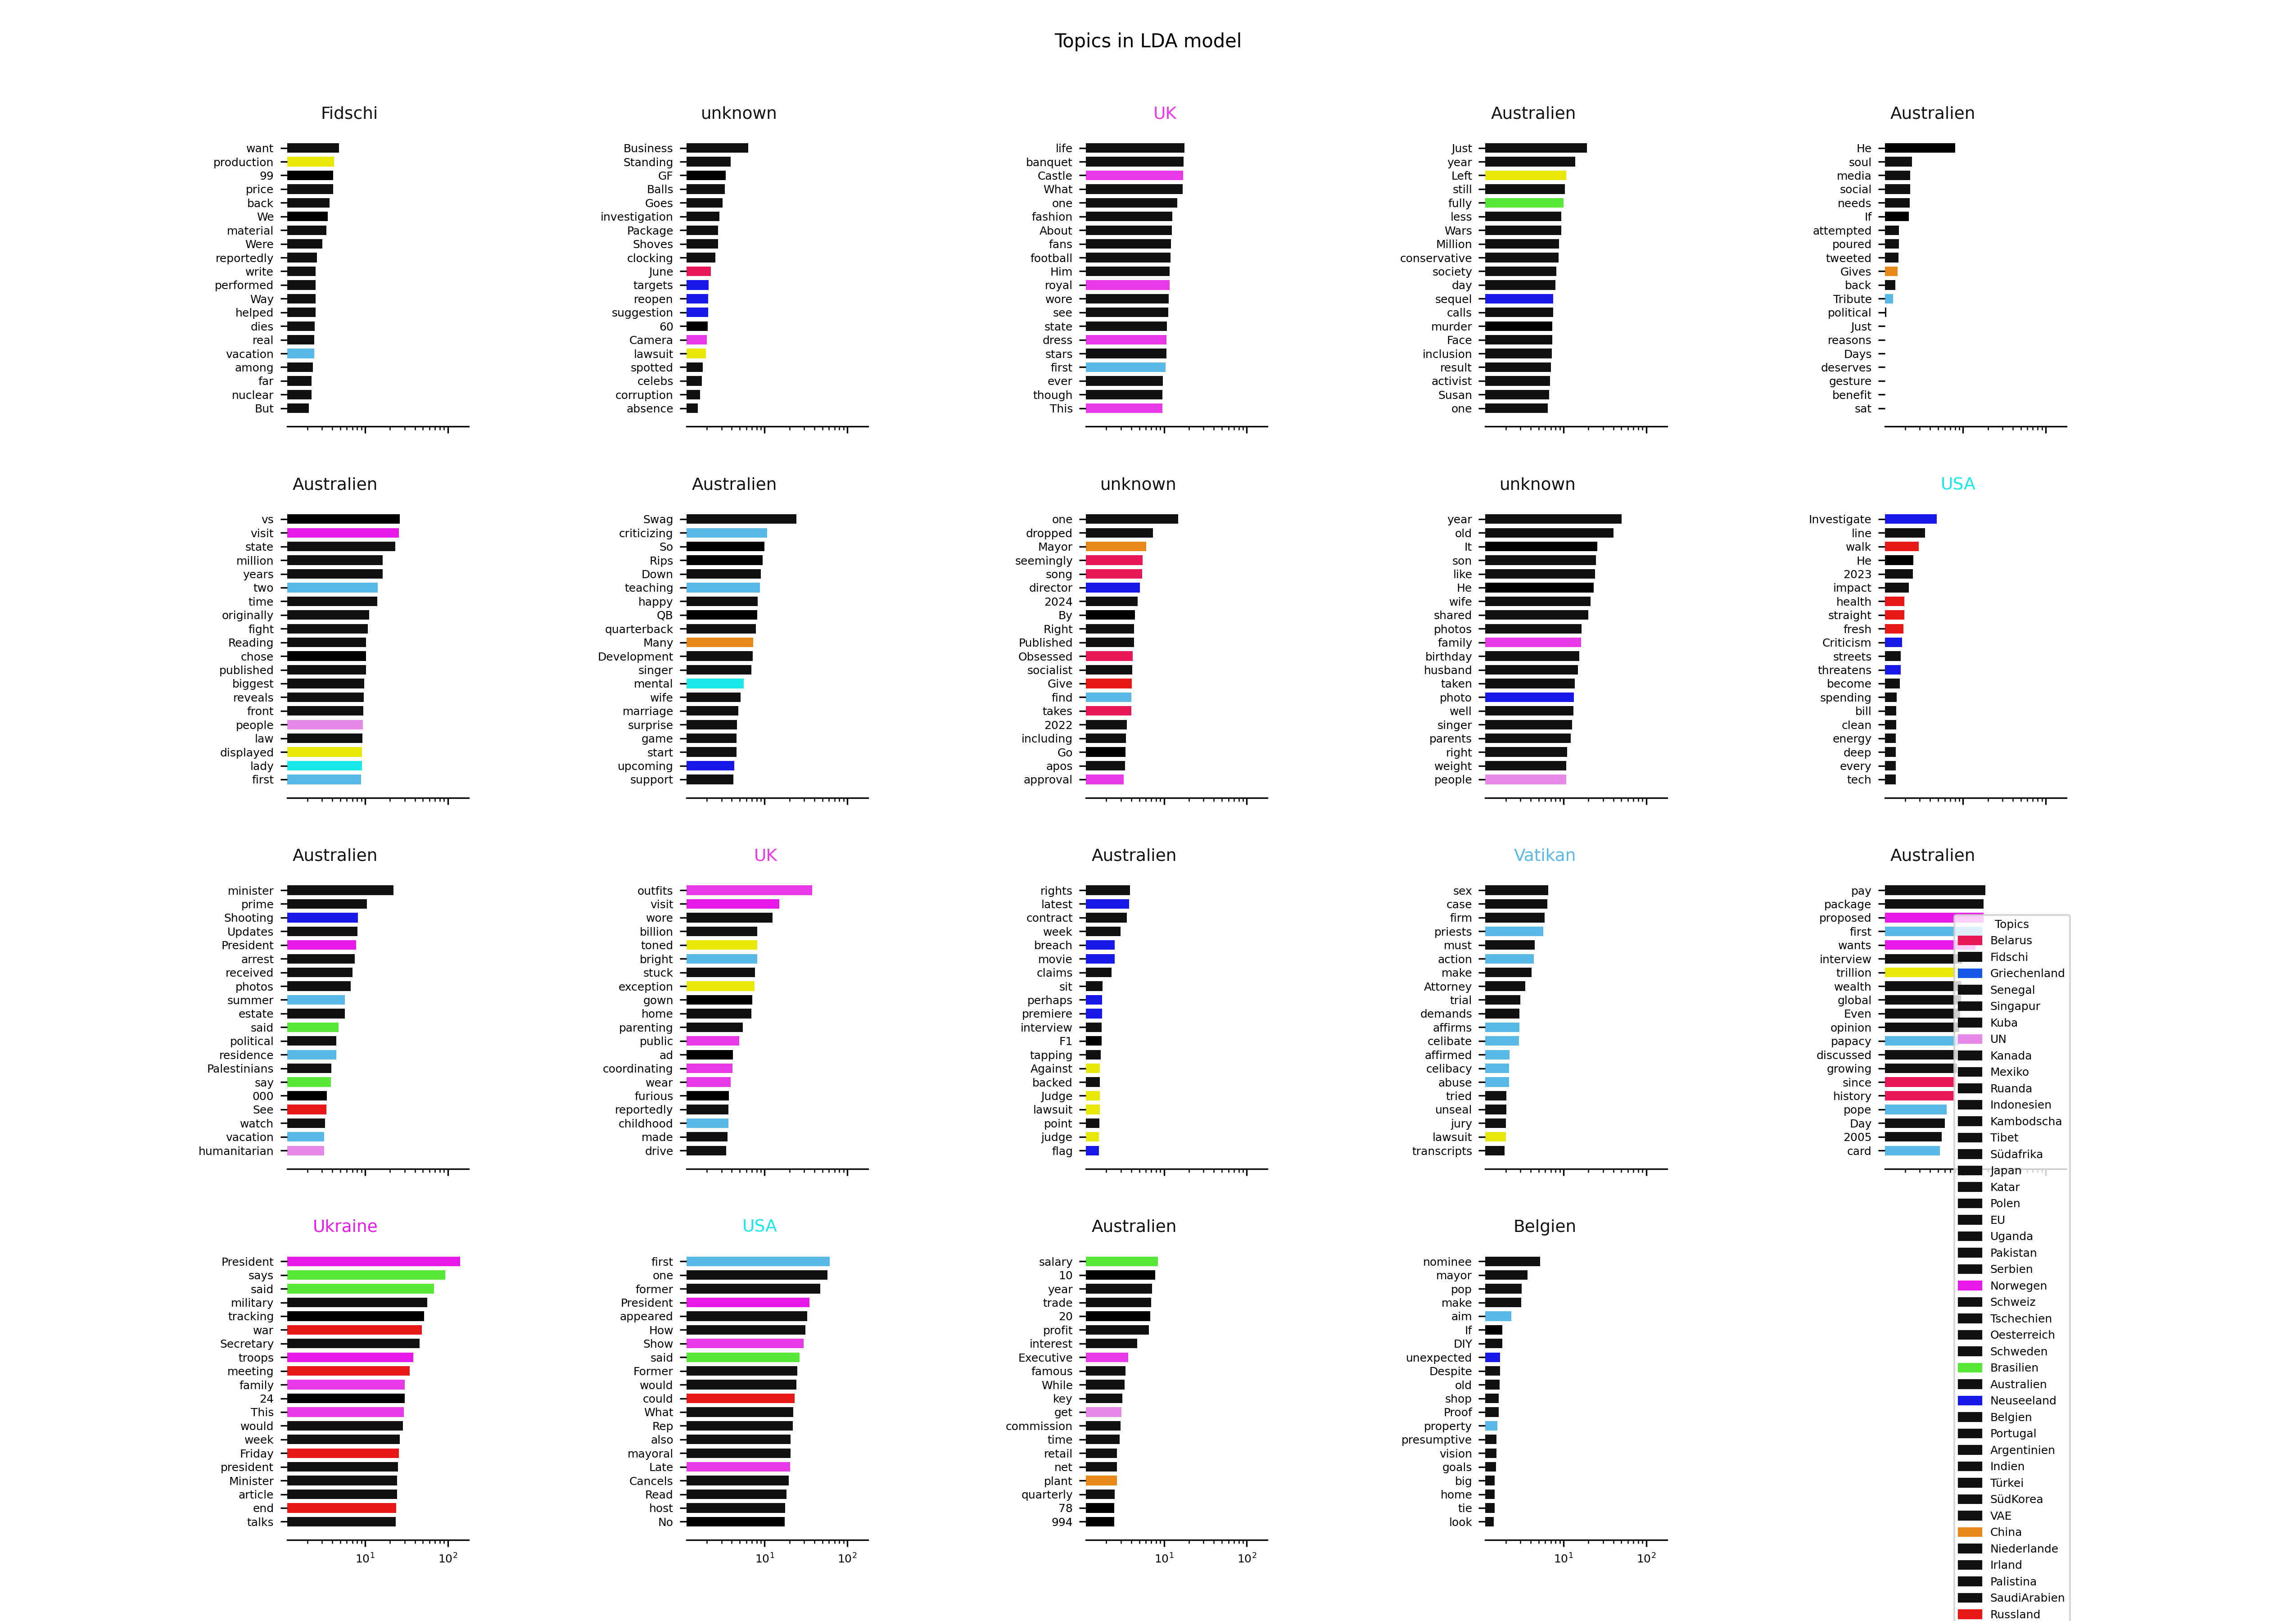 Topics in LDA model
Fidschi
want
production
99
price
back
We
material
Were
reportedly
write
performed
Way
helped
dies
real
vacation
among
far
nuclear
But
unknown
Business
Standing
GF
Balls
Goes
investigation
Package
Shoves
clocking
June
targets
reopen
suggestion
60
Camera
lawsuit
spotted
celebs
corruption
absence
UK
life
banquet
Castle
What
one
fashion
About
fans
football
Him
royal
wore
see
state
dress
stars
first
ever
though
This
Australien
Just
year
Left
still
fully
less
Wars
Million
conservative
society
day
sequel
calls
murder
Face
inclusion
result
activist
Susan
one
Australien
He
soul
media
social
needs
If
attempted
poured
tweeted
Gives
back
Tribute
political
Just
reasons
Days
deserves
gesture
benefit
sat
Australien
vs
visit
state
million
years
two
time
originally
fight
Reading
chose
published
biggest
reveals
front
people
law
displayed
lady
first
Australien
Swag
criticizing
So
Rips
Down
teaching
happy
QB
quarterback
Many
Development
singer
mental
wife
marriage
surprise
game
start
upcoming
support
unknown
one
dropped
Mayor
seemingly
song
director
2024
By
Right
Published
Obsessed
socialist
Give
find
takes
2022
including
Go
apos
approval
unknown
year
old
It
son
like
He
wife
shared
photos
family
birthday
husband
taken
photo
well
singer
parents
right
weight
people
USA
Investigate
line
walk
He
2023
impact
health
straight
fresh
Criticism
streets
threatens
become
spending
bill
clean
energy
deep
every
tech
Australien
minister
prime
Shooting
Updates
President
arrest
received
photos
summer
estate
said
political
residence
Palestinians
say
000
See
watch
vacation
humanitarian
UK
outfits
visit
wore
billion
toned
bright
stuck
exception
gown
home
parenting
public
ad
coordinating
wear
furious
reportedly
childhood
made
drive
Australien
rights
latest
contract
week
breach
movie
claims
sit
perhaps
premiere
interview
F1
tapping
Against
backed
Judge
lawsuit
point
judge
flag
Vatikan
sex
case
firm
priests
must
action
make
Attorney
trial
demands
affirms
celibate
affirmed
celibacy
abuse
tried
unseal
jury
lawsuit
transcripts
Australien
pay
package
proposed
first
wants
interview
trillion
wealth
global
Even
opinion
papacy
discussed
growing
since
history
pope
Day
2005
card
Ukraine
President
says
said
military
tracking
war
Secretary
troops
meeting
family
24
This
would
week
Friday
president
Minister
article
end
talks
10^1 10^2
USA
first
one
former
President
appeared
How
Show
said
Former
would
could
What
Rep
also
mayoral
Late
Cancels
Read
host
No
10^1 10^2
Australien
salary
10
year
trade
20
profit
interest
Executive
famous
While
key
get
commission
time
retail
net
plant
quarterly
78
994
10^1 10^2
Belgien
nominee
mayor
pop
make
aim
If
DIY
unexpected
Despite
old
shop
Proof
property
presumptive
vision
goals
big
home
tie
look
10^1 10^2
Topics
Belarus
Fidschi
Griechenland
Senegal
Singapur
Kuba
UN
Kanada
Mexiko
Ruanda
Indonesien
Kambodscha
Tibet
Südafrika
Japan
Katar
Polen
EU
Uganda
Pakistan
Serbien
Norwegen
Schweiz
Tschechien
Oesterreich
Schweden
Brasilien
Australien
Neuseeland
Belgien
Portugal
Argentinien
Indien
Türkei
SüdKorea
VAE
China
Niederlande
Irland
Palistina
SaudiArabien
Russland